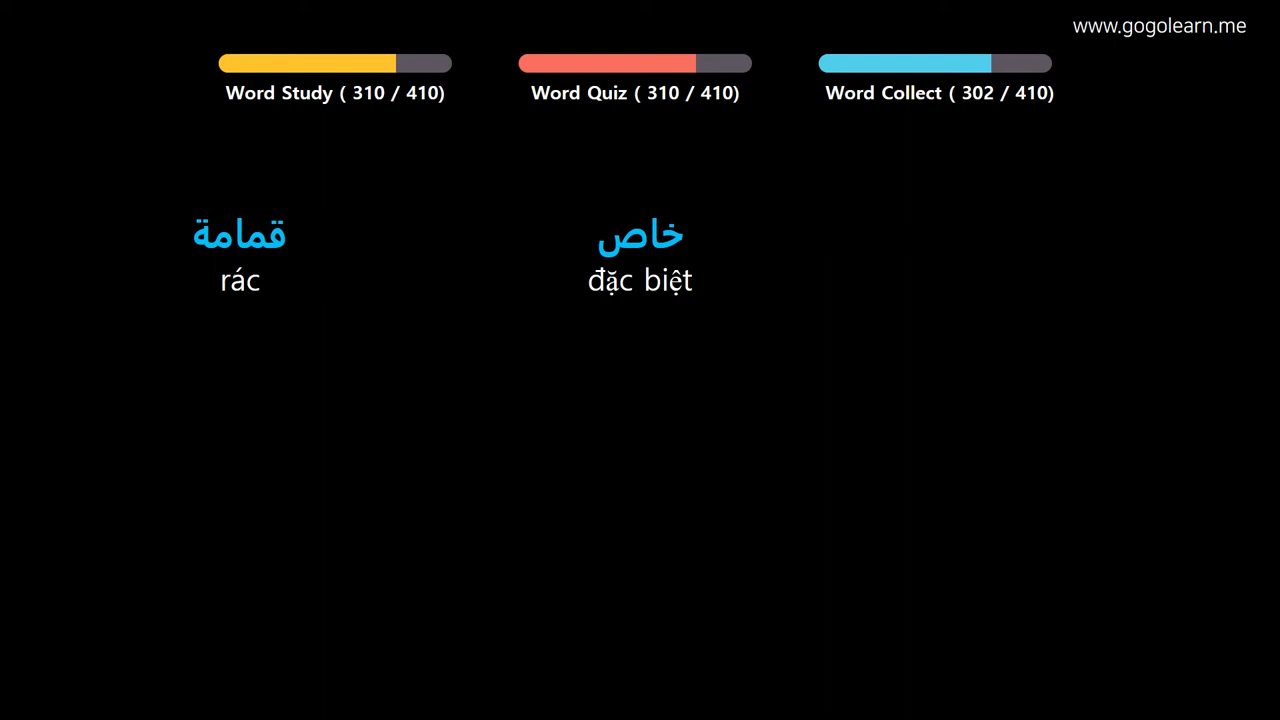 www.gogolearn.me
Word Study ( 310 / 410)
Word Quiz ( 310 / 410)
Word Collect ( 302 / 410)
قمامة
rác
خاص
đặc biệt